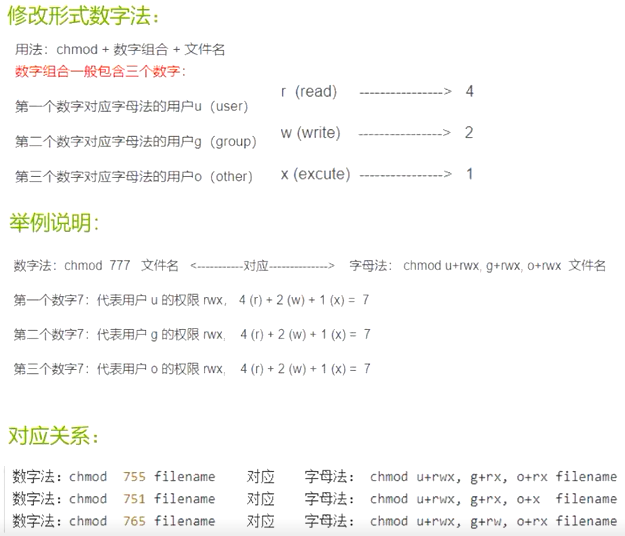 修改形式数字法：
用法：chmod + 数字组合 + 文件名
数字组合一般包含三个数字：
r (read) ----------------> 4
第一个数字对应字母法的用户u（user）
w (write) ----------------> 2
第二个数字对应字母法的用户g（group）
x (excute) ----------------> 1
第三个数字对应字母法的用户o（other）
举例说明：
数字法：chmod 777 文件名 <-----------对应--------------> 字母法： chmod u+rwx, g+rwx, o+rwx 文件名
第一个数字7：代表用户 u 的权限 rwx， 4 (r) + 2 (w) + 1 (x) = 7
第二个数字7：代表用户 g 的权限 rwx， 4 (r) + 2 (w) + 1 (x) = 7
第三个数字7：代表用户 o 的权限 rwx， 4 (r) + 2 (w) + 1 (x) = 7
对应关系：
数字法：chmod 755 filename 对应 字母法： chmod u+rwx, g+rx, o+rx filename
数字法：chmod 751 filename 对应 字母法： chmod u+rwx, g+rx, o+x filename
数字法：chmod 765 filename 对应 字母法： chmod u+rwx, g+rw, o+rx filename